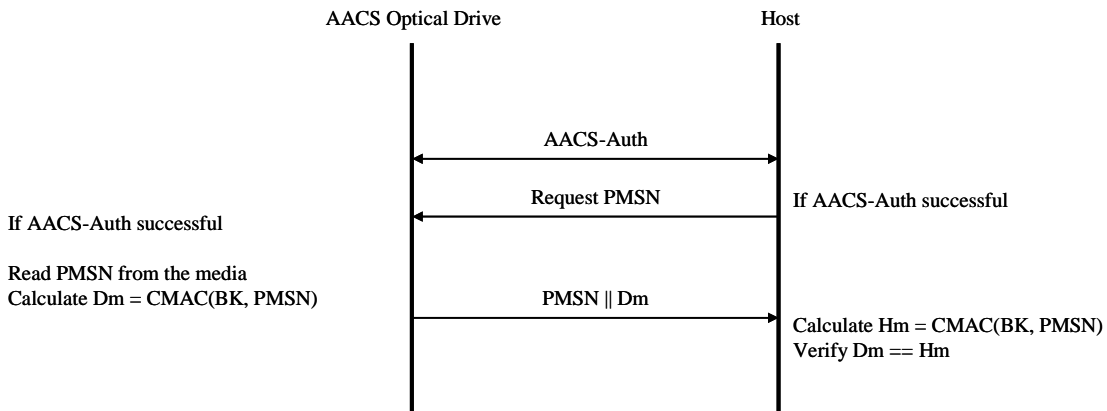 AACS Optical Drive
Host
AACS-Auth
Request PMSN
If AACS-Auth successful
If AACS-Auth successful
Read PMSN from the media
Calculate Dm = CMAC(BK, PMSN)
PMSN || Dm
Calculate Hm = CMAC(BK, PMSN)
Verify Dm == Hm